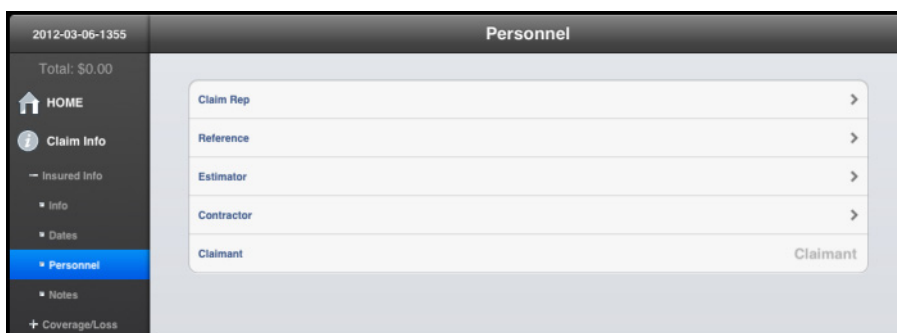 2012-03-06-1355
Personnel
Total: $0.00
HOME
Claim Info
− Insured Info
Info
Dates
Personnel
Notes
+ Coverage/Loss
Claim Rep
Reference
Estimator
Contractor
Claimant Claimant